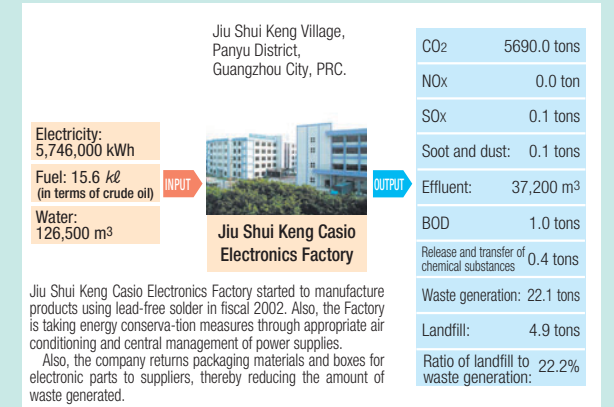 Jiu Shui Keng Village,
Panyu District,
Guangzhou City, PRC.
Electricity:
5,746,000 kWh
Fuel: 15.6 kℓ
(in terms of crude oil)
Water:
126,500 m3
INPUT
Jiu Shui Keng Casio
Electronics Factory
OUTPUT
CO2 5690.0 tons
NOX 0.0 ton
SOX 0.1 tons
Soot and dust: 0.1 tons
Effluent: 37,200 m3
BOD 1.0 tons
Release and transfer of
chemical substances 0.4 tons
Waste generation: 22.1 tons
Landfill: 4.9 tons
Ratio of landfill to
waste generation: 22.2%
Jiu Shui Keng Casio Electronics Factory started to manufacture
products using lead-free solder in fiscal 2002. Also, the Factory
is taking energy conserva-tion measures through appropriate air
conditioning and central management of power supplies.
Also, the company returns packaging materials and boxes for
electronic parts to suppliers, thereby reducing the amount of
waste generated.